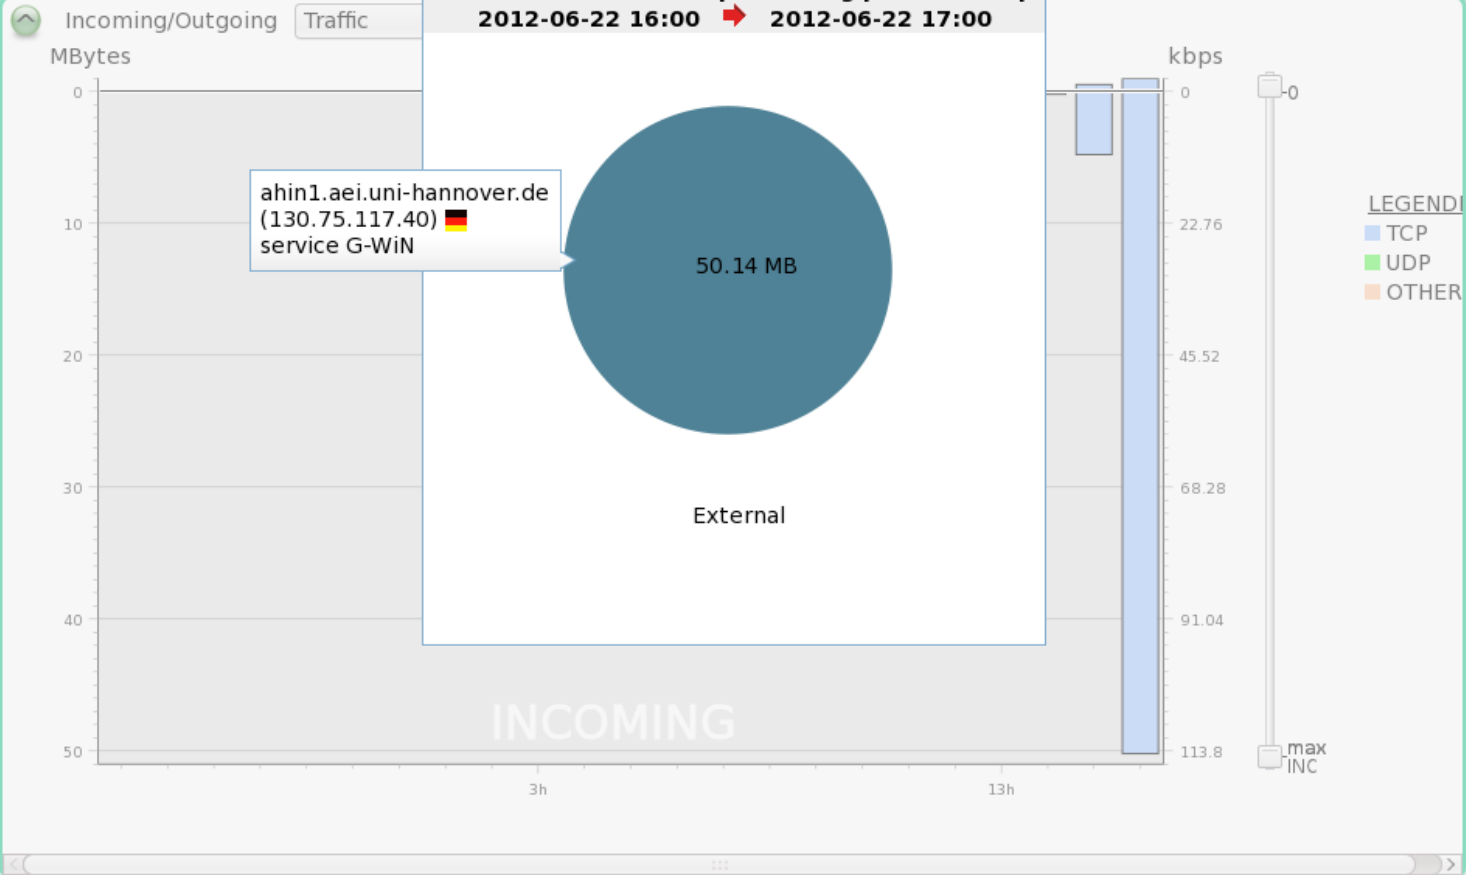 Incoming/Outgoing
Traffic
2012-06-22 16:00
2012-06-22 17:00
MBytes
kbps
0
10
20
30
40
50
ahin1.aei.uni-hannover.de
(130.75.117.40)
service G-WiN
50.14 MB
External
INCOMING
3h
13h
0
22.76
45.52
68.28
91.04
113.8
0
max
INC
LEGEND
TCP
UDP
OTHER